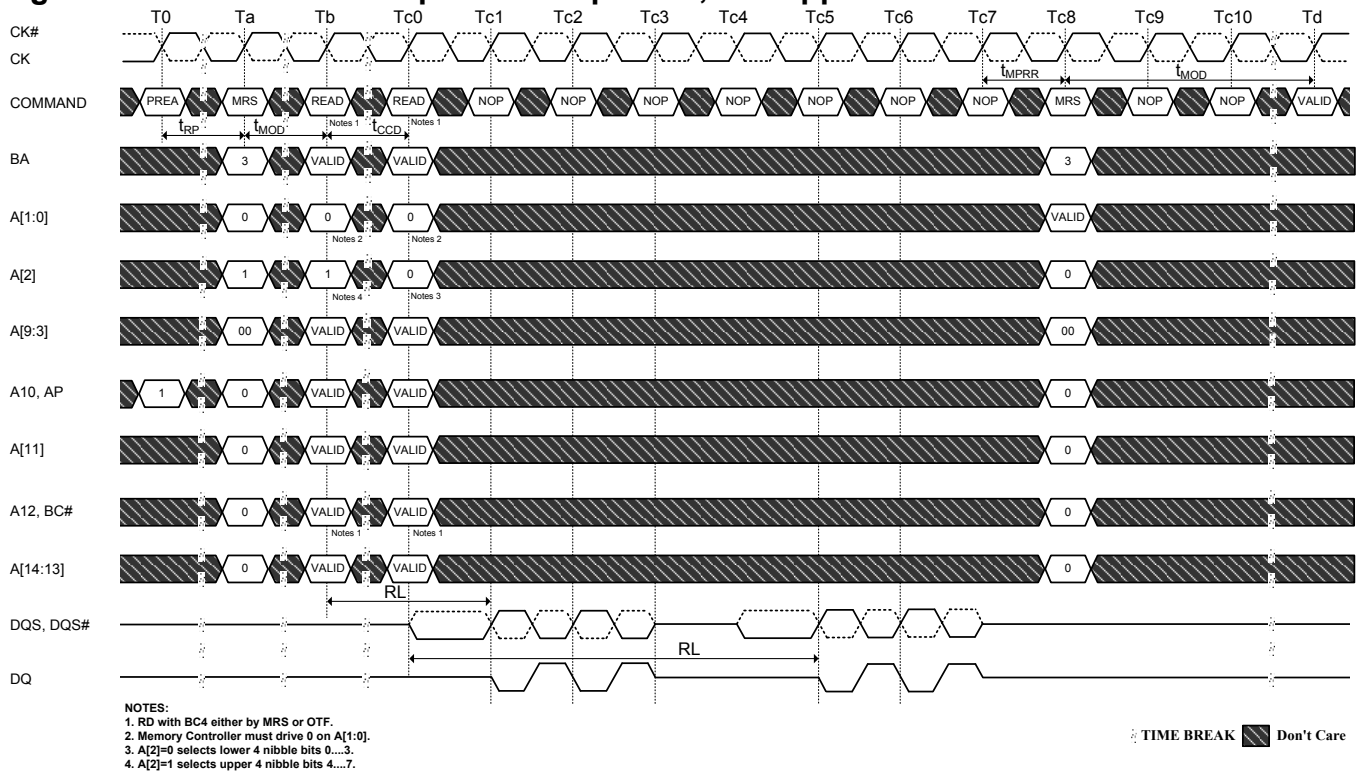 T0 Ta Tb Tc0 Tc1 Tc2 Tc3 Tc4 Tc5 Tc6 Tc7 Tc8 Tc9 Tc10 Td
CK#
CK
tMPRR tMOD
COMMAND PREA MRS READ READ NOP NOP NOP NOP NOP NOP NOP MRS NOP NOP VALID
Notes 1 Notes 1
tRP tMOD tCCD
BA 3 VALID VALID 3
A[1:0] 0 0 0 VALID
Notes 2 Notes 2
A[2] 1 1 0 0
Notes 4 Notes 3
A[9:3] 00 VALID VALID 00
A10, AP 1 0 VALID VALID 0
A[11] 0 VALID VALID 0
A12, BC# 0 VALID VALID 0
Notes 1 Notes 1
A[14:13] 0 VALID VALID 0
RL
DQS, DQS#
RL
DQ
NOTES:
1. RD with BC4 either by MRS or OTF.
2. Memory Controller must drive 0 on A[1:0].
3. A[2]=0 selects lower 4 nibble bits 0....3.
4. A[2]=1 selects upper 4 nibble bits 4....7.
TIME BREAK Don't Care